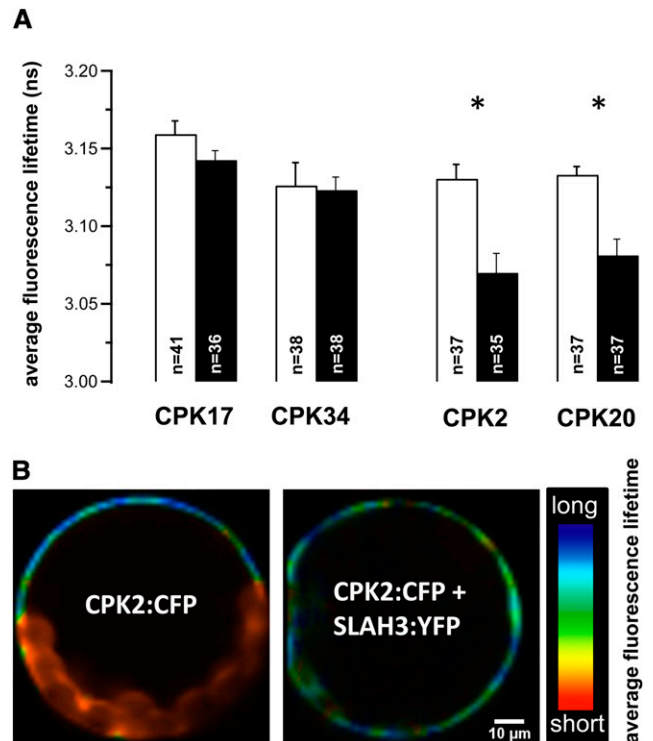 A
average fluorescence lifetime (ns)
3.20
3.15
3.10
3.05
3.00
* *
n=41 n=36 n=38 n=38 n=37 n=35 n=37 n=37
CPK17 CPK34 CPK2 CPK20
B
CPK2:CFP
CPK2:CFP +
SLAH3:YFP
10 µm
long
short
average fluorescence lifetime